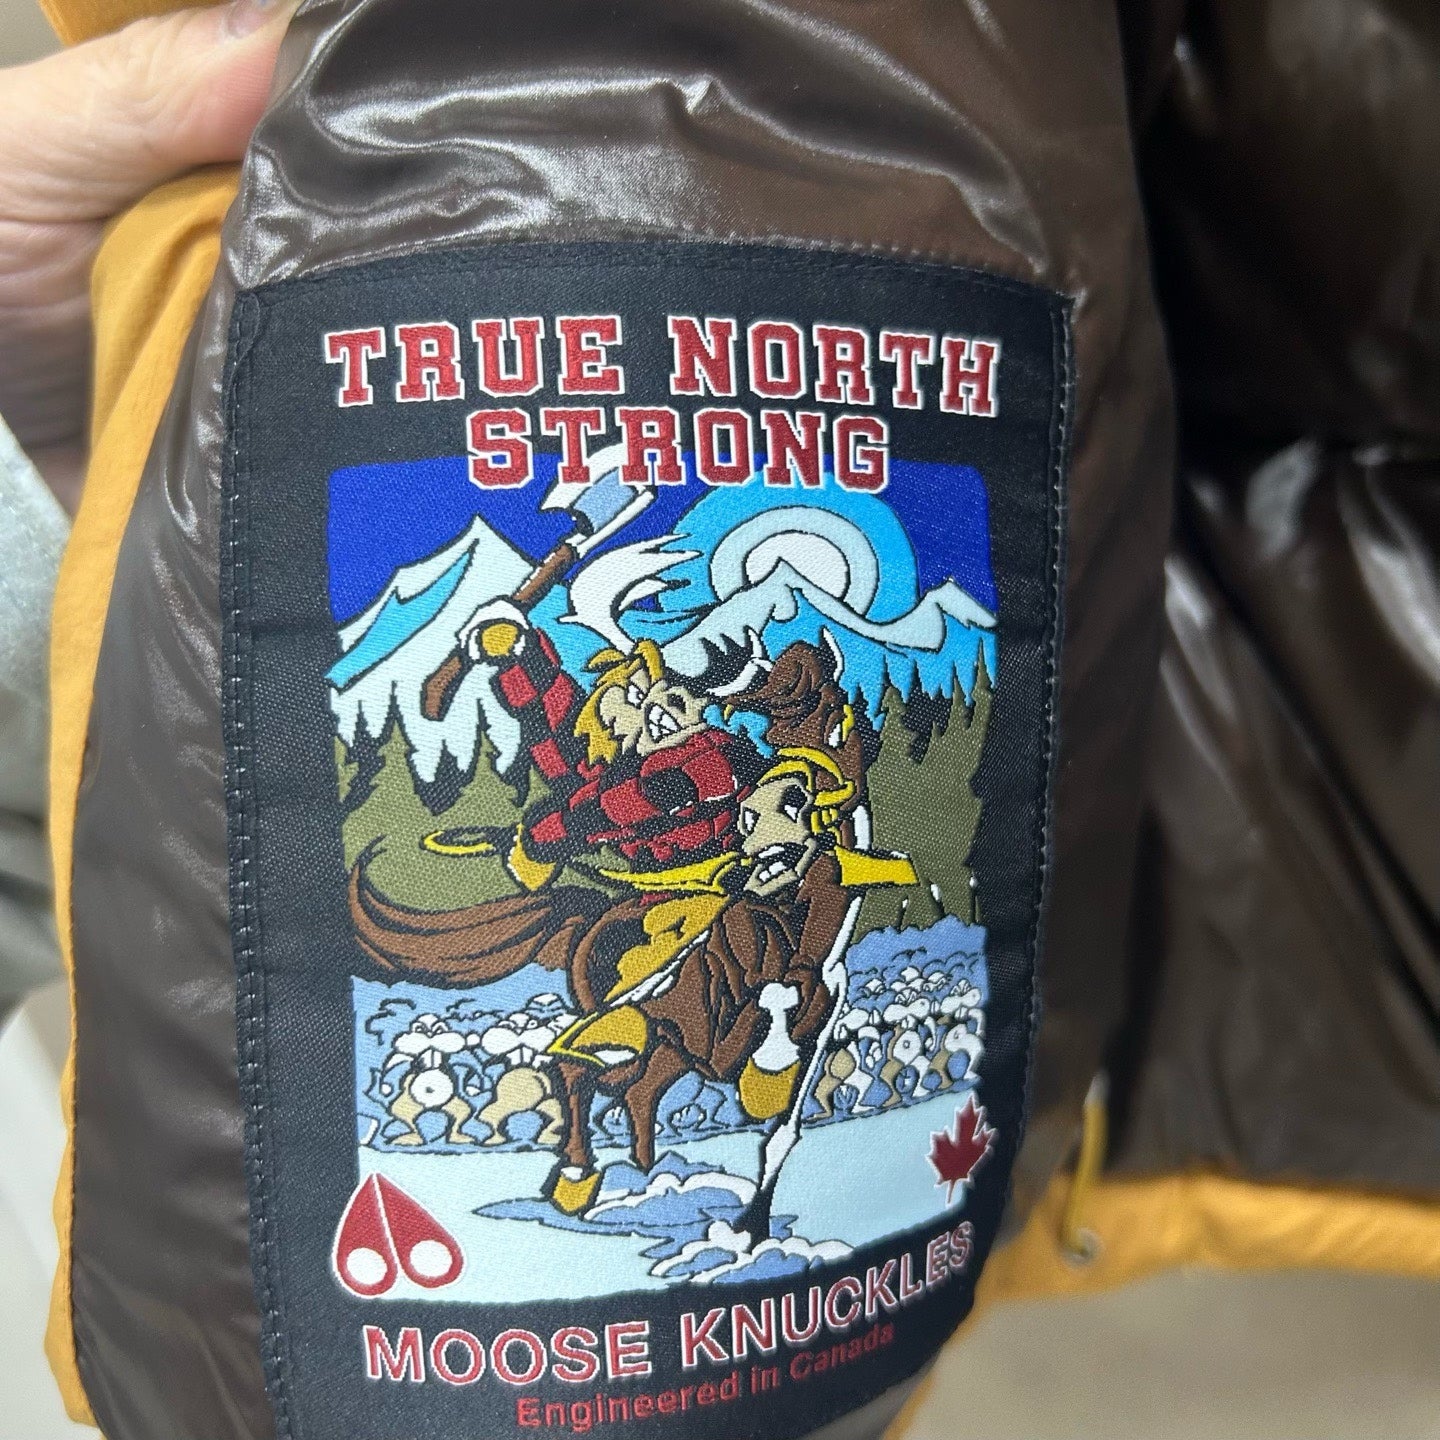 TRUE NORTH
STRONG
MOOSE KNUCKLES
Engineered in Canada